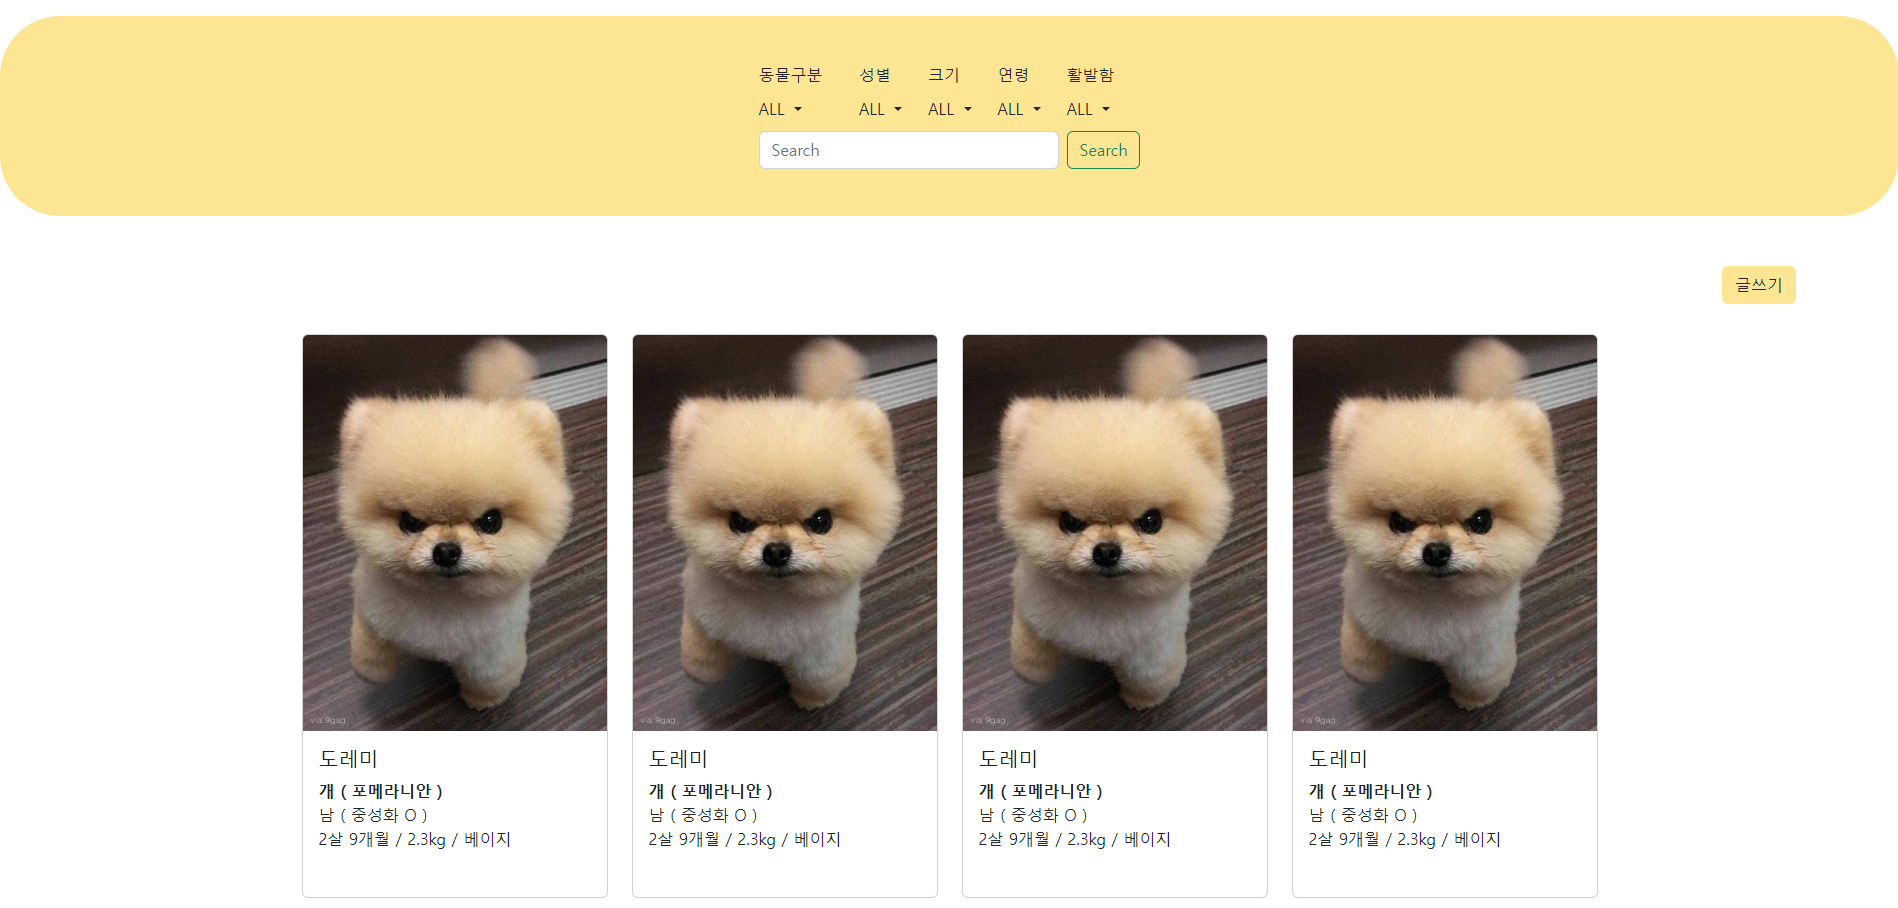 동물구분 성별 크기 연령 활발함
ALL ALL ALL ALL ALL
Search Search
글쓰기
via 9gag via 9gag via 9gag via 9gag
도레미 도레미 도레미 도레미
개 ( 포메라니안 ) 개 ( 포메라니안 ) 개 ( 포메라니안 ) 개 ( 포메라니안 )
남 ( 중성화 O ) 남 ( 중성화 O ) 남 ( 중성화 O ) 남 ( 중성화 O )
2살 9개월 / 2.3kg / 베이지 2살 9개월 / 2.3kg / 베이지 2살 9개월 / 2.3kg / 베이지 2살 9개월 / 2.3kg / 베이지